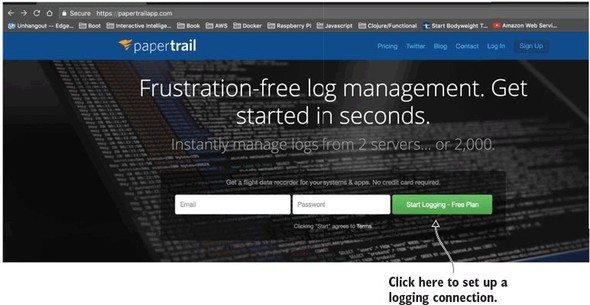 Secure https://papertrailapp.com
Unhangout -- Edge... Bootcamp Interactive Intellige... Book AWS Docker Raspberry Pi Javascript Clojure/Functional Start Bodyweight T... Amazon Web Servi...
papertrail Pricing Twitter Blog Contact Log In Sign Up
Frustration-free log management. Get
started in seconds.
Instantly manage logs from 2 servers... or 2,000.
Get a flight data recorder for your systems & apps. No credit card required.
Email Password Start Logging - Free Plan
Clicking "Start" agrees to Terms.
Click here to set up a
logging connection.